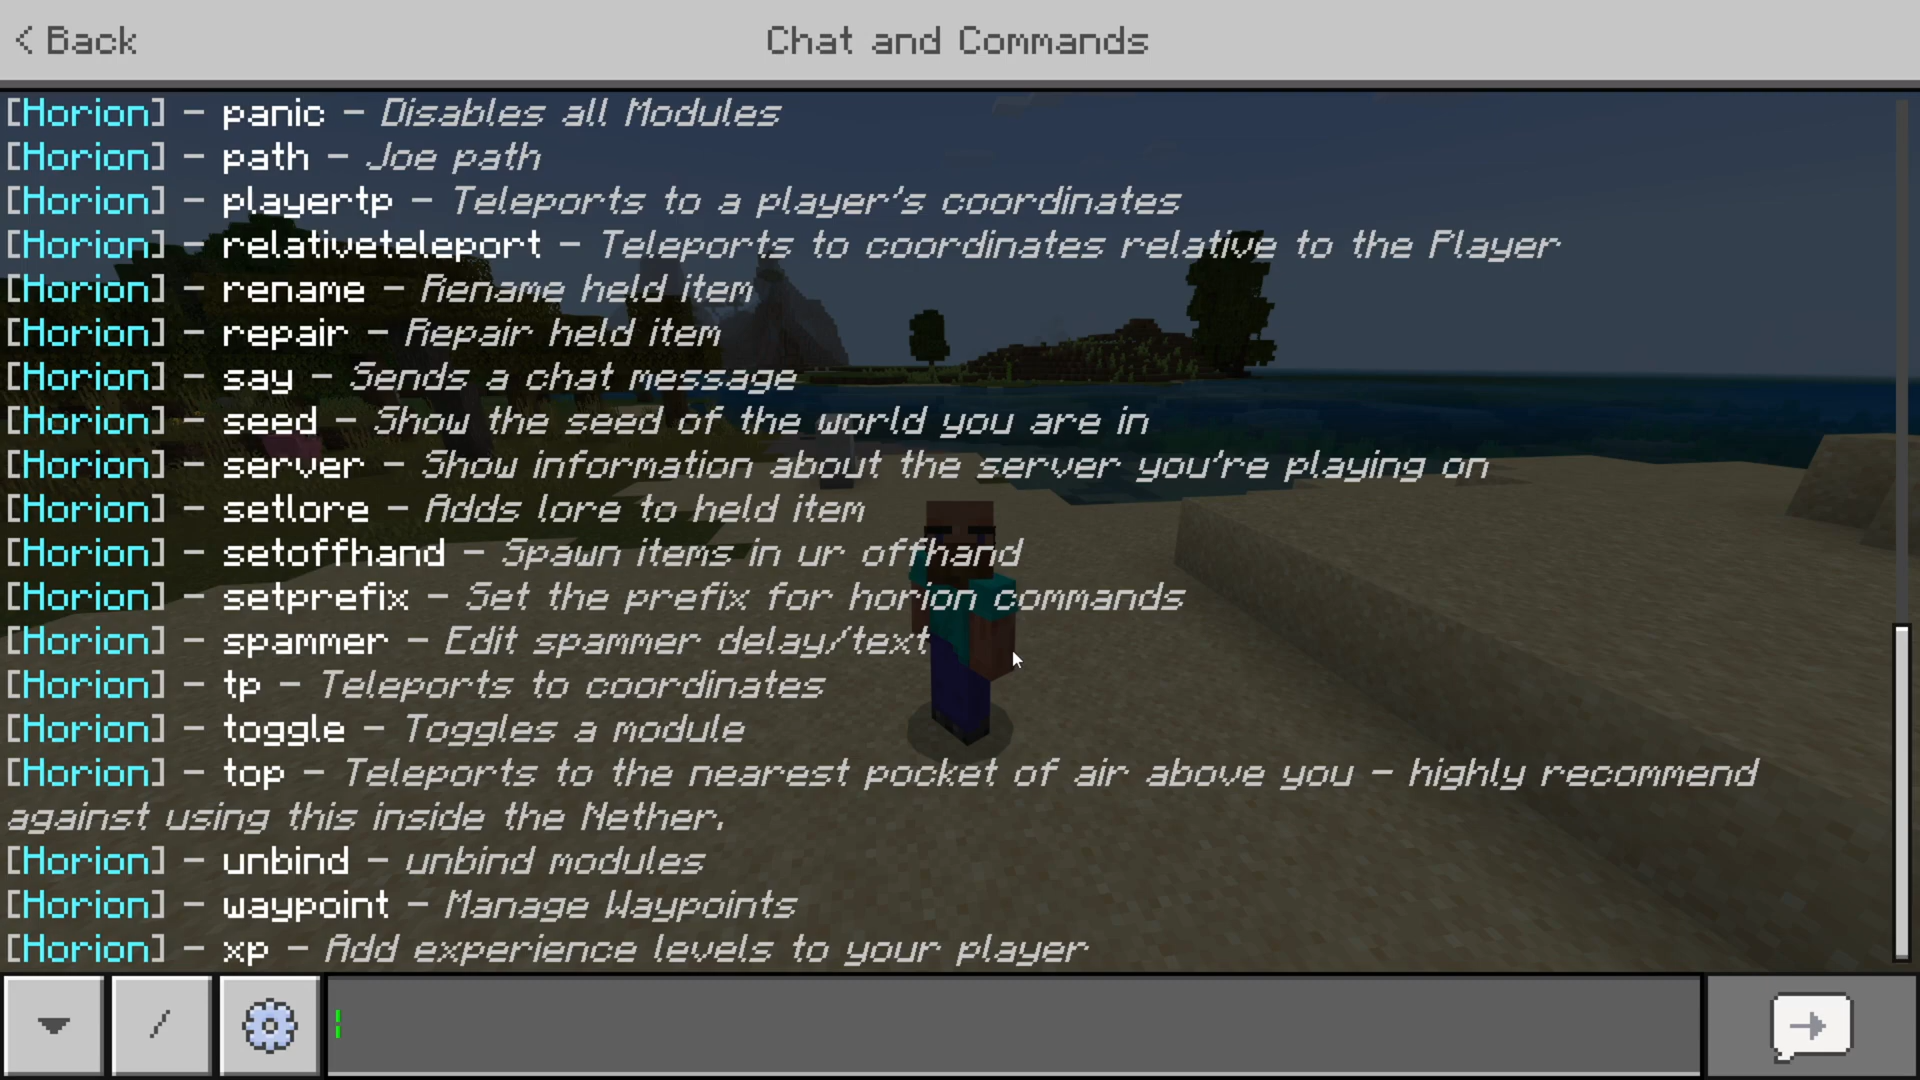 < Back
Chat and Commands
[Horion] - panic - Disables all Modules
[Horion] - path - Joe path
[Horion] - playertp - Teleports to a player's coordinates
[Horion] - relativeteleport - Teleports to coordinates relative to the Player
[Horion] - rename - Rename held item
[Horion] - repair - Repair held item
[Horion] - say - Sends a chat message
[Horion] - seed - Show the seed of the world you are in
[Horion] - server - Show information about the server you're playing on
[Horion] - setlore - Adds lore to held item
[Horion] - setoffhand - Spawn items in ur offhand
[Horion] - setprefix - Set the prefix for horion commands
[Horion] - spammer - Edit spammer delay/text
[Horion] - tp - Teleports to coordinates
[Horion] - toggle - Toggles a module
[Horion] - top - Teleports to the nearest pocket of air above you - highly recommend
against using this inside the Nether.
[Horion] - unbind - unbind modules
[Horion] - waypoint - Manage Waypoints
[Horion] - xp - Add experience levels to your player
/